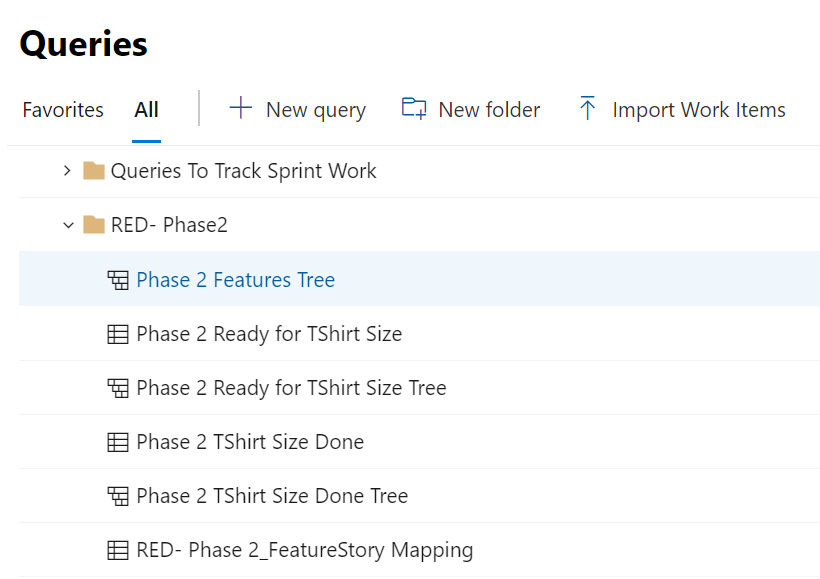 Queries
Favorites All New query New folder Import Work Items
Queries To Track Sprint Work
RED- Phase2
Phase 2 Features Tree
Phase 2 Ready for TShirt Size
Phase 2 Ready for TShirt Size Tree
Phase 2 TShirt Size Done
Phase 2 TShirt Size Done Tree
RED- Phase 2_FeatureStory Mapping